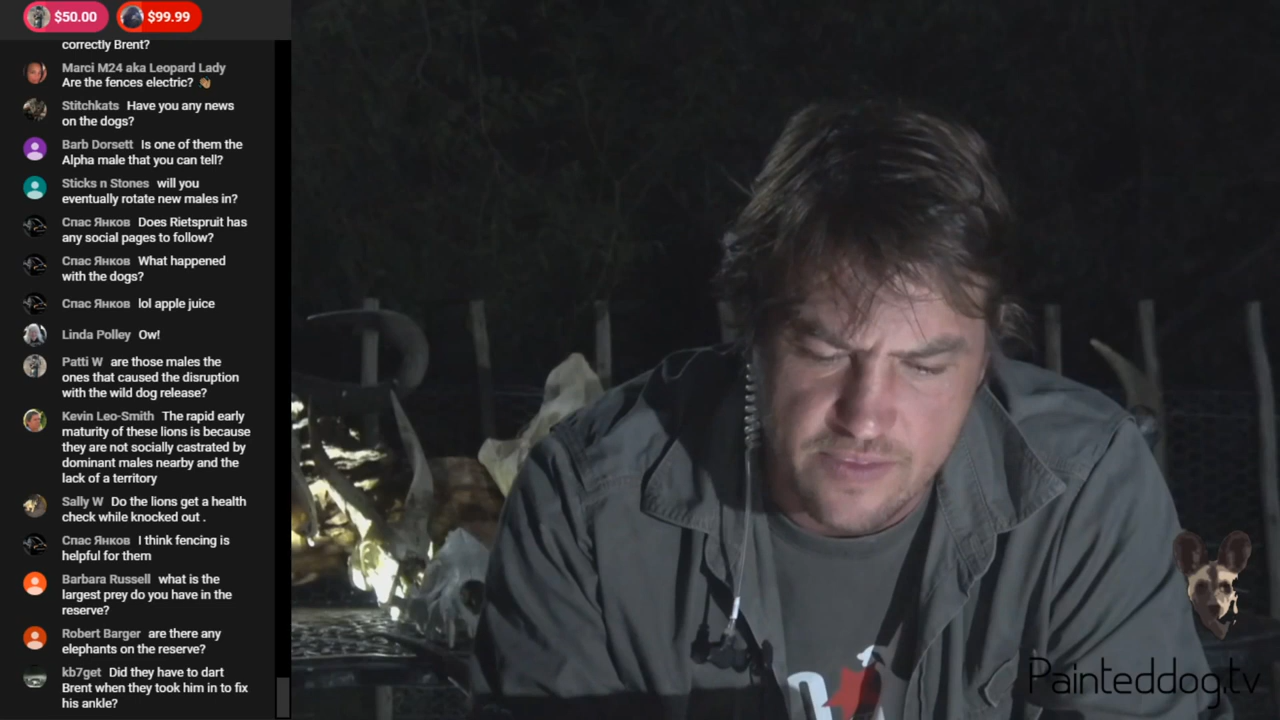 $50.00
$99.99
correctly Brent?
Marci M24 aka Leopard Lady
Are the fences electric?
Stitchkats Have you any news
on the dogs?
Barb Dorsett Is one of them the
Alpha male that you can tell?
Sticks n Stones will you
eventually rotate new males in?
Спас Янков Does Rietspruit has
any social pages to follow?
Спас Янков What happened
with the dogs?
Спас Янков lol apple juice
Linda Polley Ow!
Patti W are those males the
ones that caused the disruption
with the wild dog release?
Kevin Leo-Smith The rapid early
maturity of these lions is because
they are not socially castrated by
dominant males nearby and the
lack of a territory
Sally W Do the lions get a health
check while knocked out .
Спас Янков I think fencing is
helpful for them
Barbara Russell what is the
largest prey do you have in the
reserve?
Robert Barger are there any
elephants on the reserve?
kb7get Did they have to dart
Brent when they took him in to fix
his ankle?
Painteddog.tv